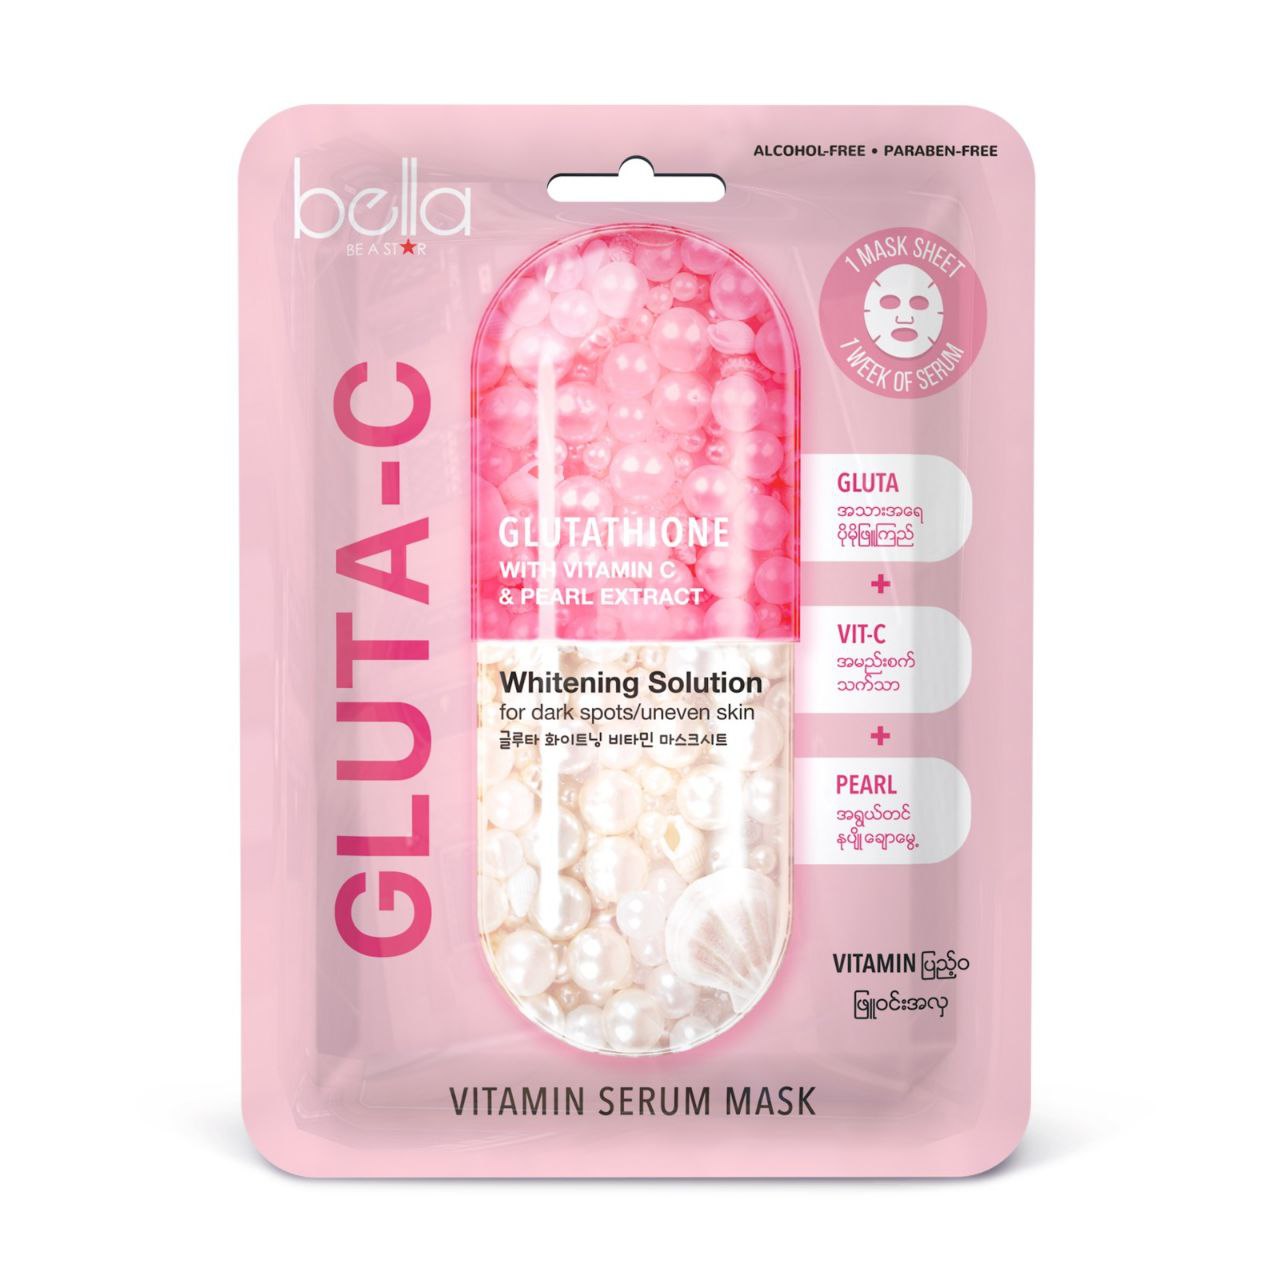 ALCOHOL-FREE • PARABEN-FREE
bella
BE A ST★R
1 MASK SHEET
1 WEEK OF SERUM
GLUTA-C
GLUTATHIONE
WITH VITAMIN C
& PEARL EXTRACT
Whitening Solution
for dark spots/uneven skin
글루타 화이트닝 비타민 마스크시트
GLUTA
အသားအရေ
ပိုမိုဖြူကြည်
+
VIT-C
အမည်းစက်
သက်သာ
+
PEARL
အရွယ်တင်
နုပျိုချောမွေ့
VITAMIN ပြည့်ဝ
ဖြူဝင်းအလှ
VITAMIN SERUM MASK